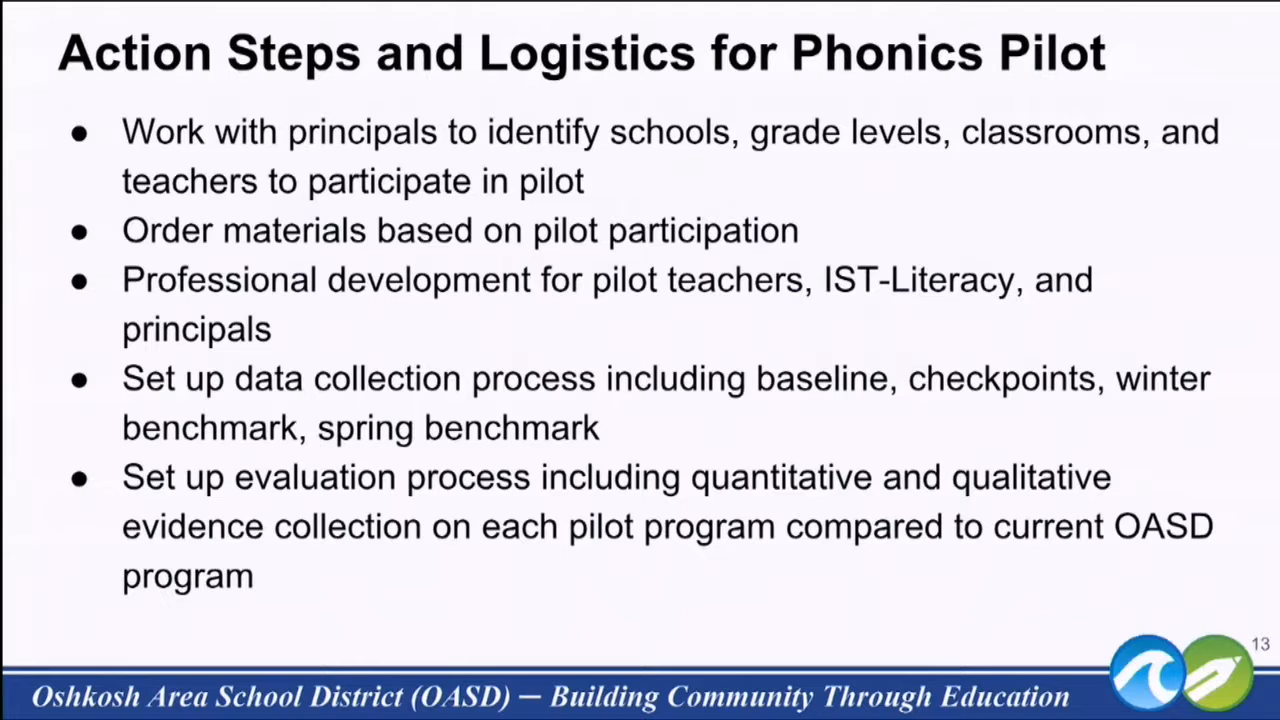 Action Steps and Logistics for Phonics Pilot
● Work with principals to identify schools, grade levels, classrooms, and
teachers to participate in pilot
● Order materials based on pilot participation
● Professional development for pilot teachers, IST-Literacy, and
principals
● Set up data collection process including baseline, checkpoints, winter
benchmark, spring benchmark
● Set up evaluation process including quantitative and qualitative
evidence collection on each pilot program compared to current OASD
program
13
Oshkosh Area School District (OASD) — Building Community Through Education